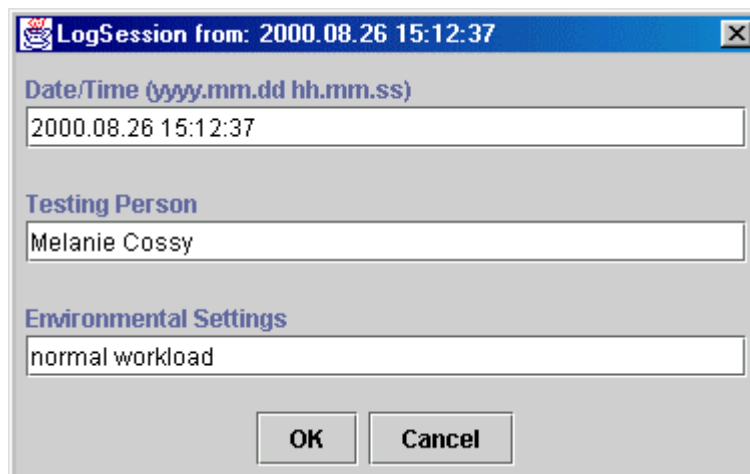 LogSession from: 2000.08.26 15:12:37
Date/Time (yyyy.mm.dd hh.mm.ss)
2000.08.26 15:12:37
Testing Person
Melanie Cossy
Environmental Settings
normal workload
OK Cancel